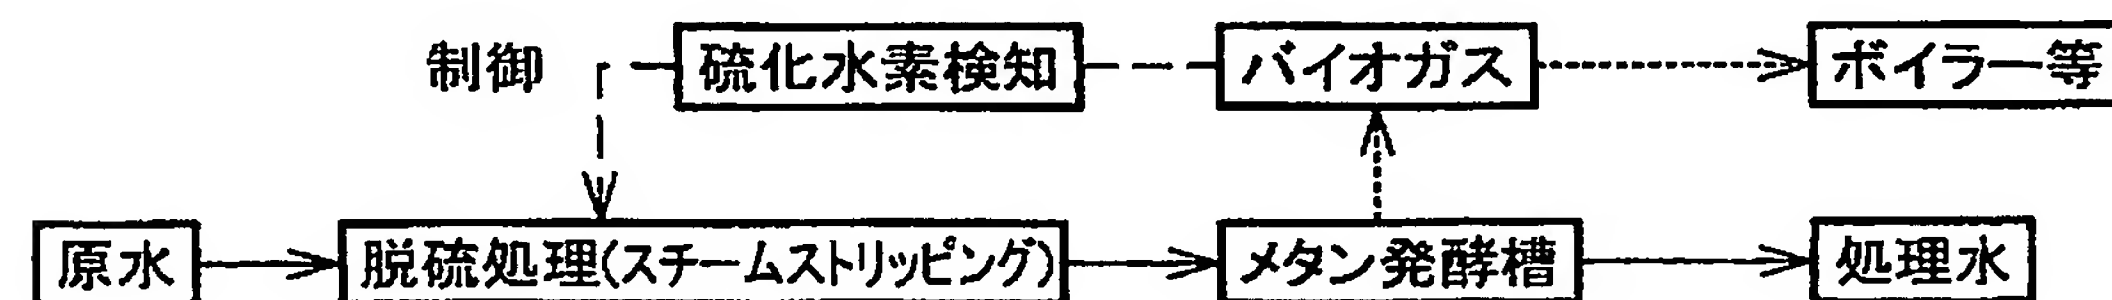 制御 硫化水素検知 バイオガス ボイラー等
原水 脱硫処理(スチームストリッピング) メタン発酵槽 処理水